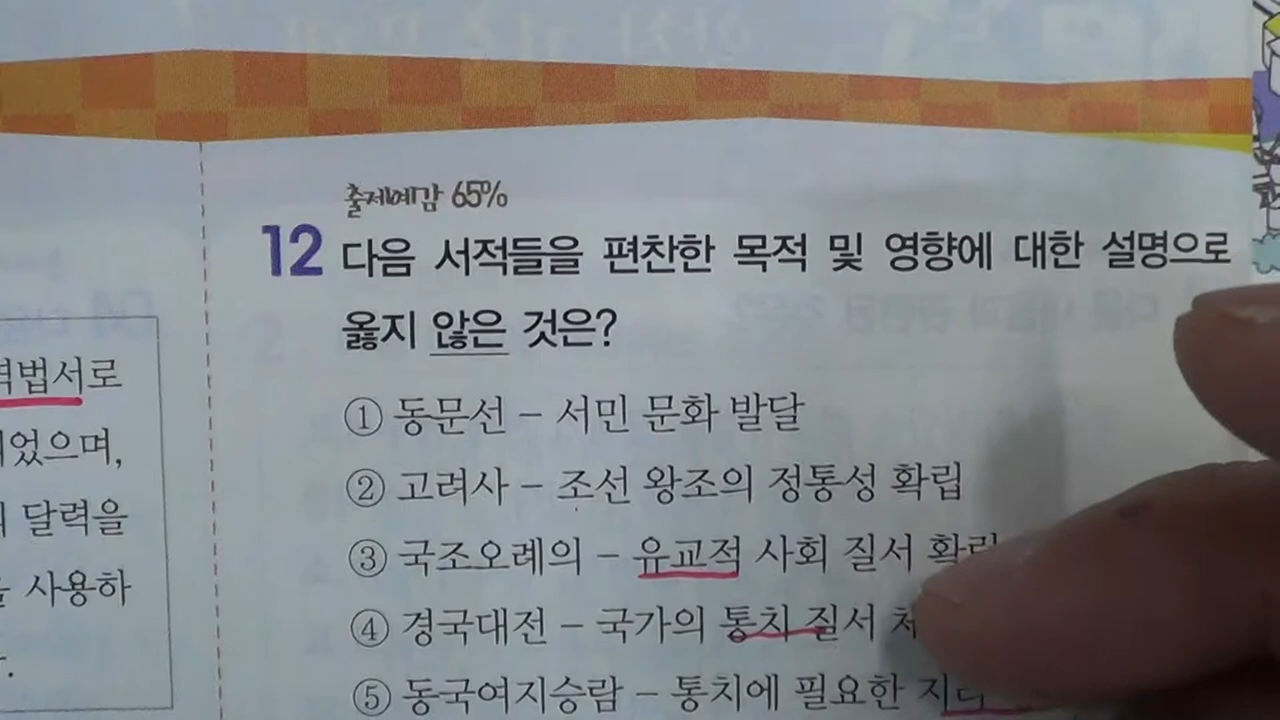 출제예감 65%
12 다음 서적들을 편찬한 목적 및 영향에 대한 설명으로
옳지 않은 것은?
① 동문선 – 서민 문화 발달
② 고려사 – 조선 왕조의 정통성 확립
③ 국조오례의 – 유교적 사회 질서 확립
④ 경국대전 – 국가의 통치 질서
⑤ 동국여지승람 – 통치에 필요한
력법서로
되었으며,
달력을
사용하